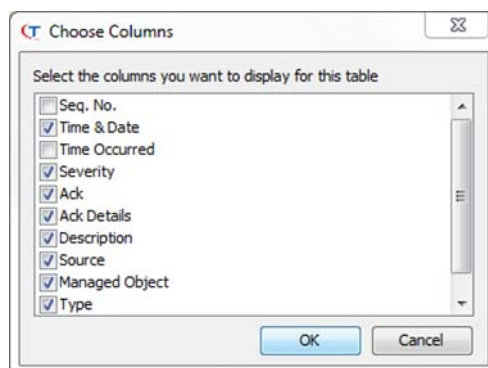 Choose Columns
Select the columns you want to display for this table
Seq. No.
Time & Date
Time Occurred
Severity
Ack
Ack Details
Description
Source
Managed Object
Type
OK Cancel